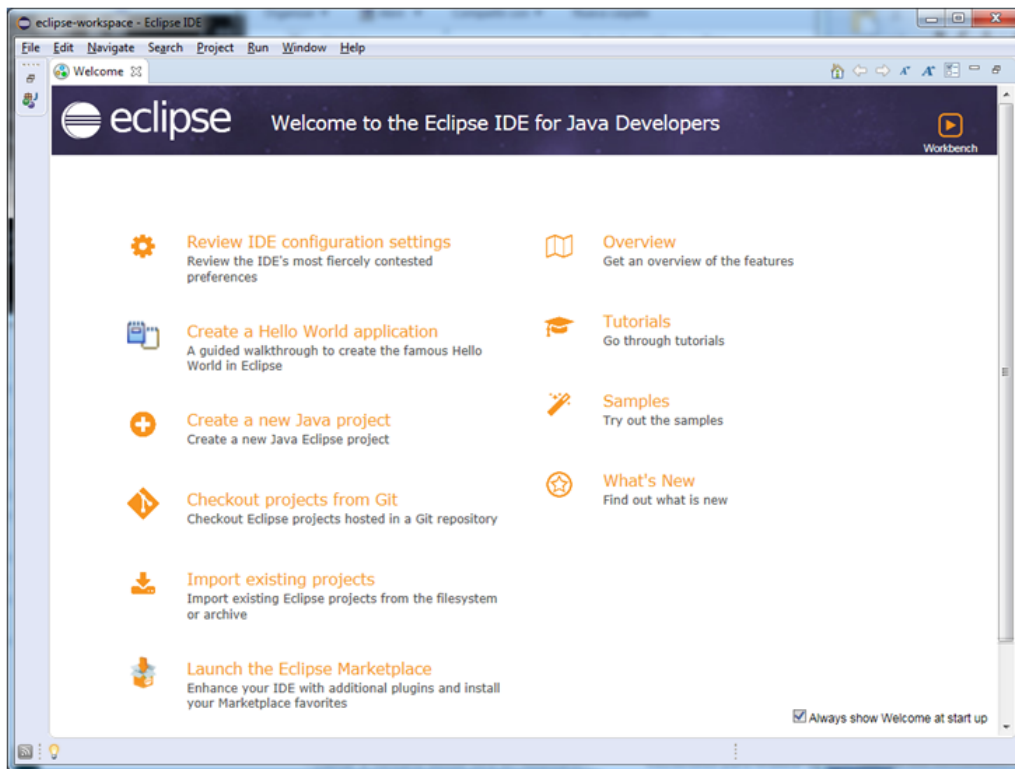 eclipse-workspace - Eclipse IDE
File Edit Navigate Search Project Run Window Help
Welcome
eclipse
Welcome to the Eclipse IDE for Java Developers
Workbench
Review IDE configuration settings
Review the IDE's most fiercely contested
preferences
Create a Hello World application
A guided walkthrough to create the famous Hello
World in Eclipse
Create a new Java project
Create a new Java Eclipse project
Checkout projects from Git
Checkout Eclipse projects hosted in a Git repository
Import existing projects
Import existing Eclipse projects from the filesystem
or archive
Launch the Eclipse Marketplace
Enhance your IDE with additional plugins and install
your Marketplace favorites
Overview
Get an overview of the features
Tutorials
Go through tutorials
Samples
Try out the samples
What's New
Find out what is new
Always show Welcome at start up